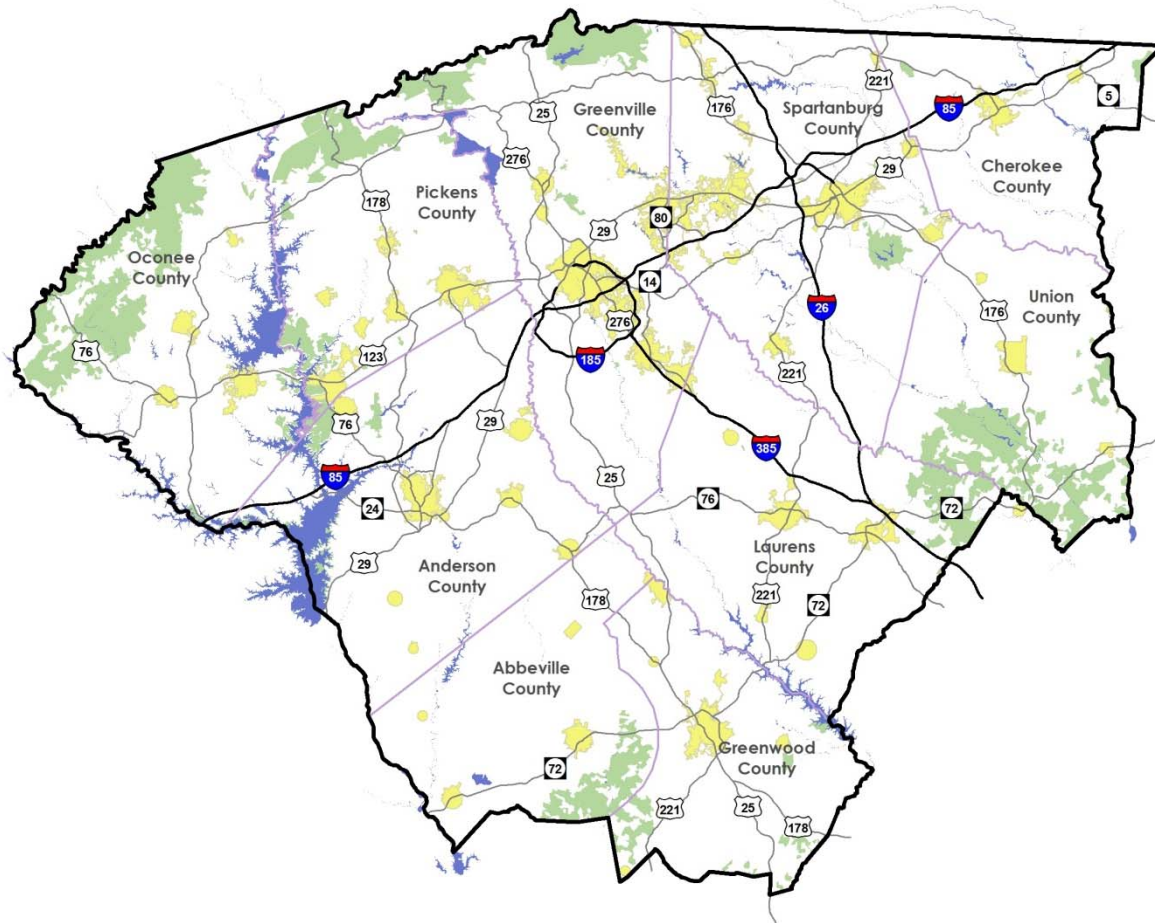 221
5
85
25
Greenville
County
176
Spartanburg
County
276
29
Cherokee
County
Pickens
County
178
80
29
Oconee
County
14
26
Union
County
176
276
76
123
185
221
76
29
385
85
25
24
76
72
29
Anderson
County
Laurens
County
178
221
72
Abbeville
County
Greenwood
County
72
221
25
178